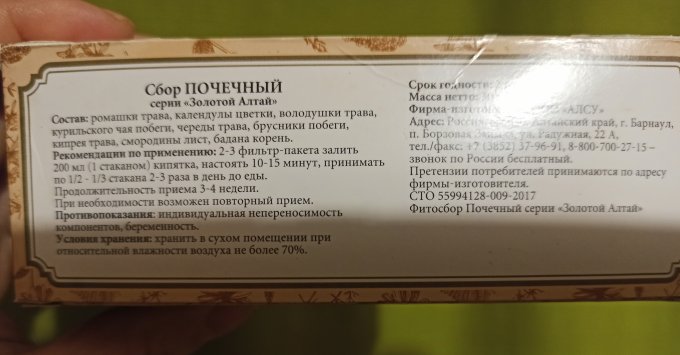 Сбор ПОЧЕЧНЫЙ
серии «Золотой Алтай»
Состав: ромашки трава, календулы цветки, володушки трава,
курильского чая побеги, череды трава, брусники побеги,
кипрея трава, смородины лист, бадана корень.
Рекомендации по применению: 2-3 фильтр-пакета залить
200 мл (1 стаканом) кипятка, настоять 10-15 минут, принимать
по 1/2 - 1/3 стакана 2-3 раза в день до еды.
Продолжительность приема 3-4 недели.
При необходимости возможен повторный прием.
Противопоказания: индивидуальная непереносимость
компонентов, беременность.
Условия хранения: хранить в сухом помещении при
относительной влажности воздуха не более 70%.
Срок годности:
Масса нетто:
Фирма- «АЛСУ»
Адрес: край, г. Барнаул,
п. Борзовая ул. Радужная, 22 А,
тел./факс: +7 (3852) 37-96-91, 8-800-700-27-15 –
звонок по России бесплатный.
Претензии потребителей принимаются по адресу
фирмы-изготовителя.
СТО 55994128-009-2017
Фитосбор Почечный серии «Золотой Алтай»